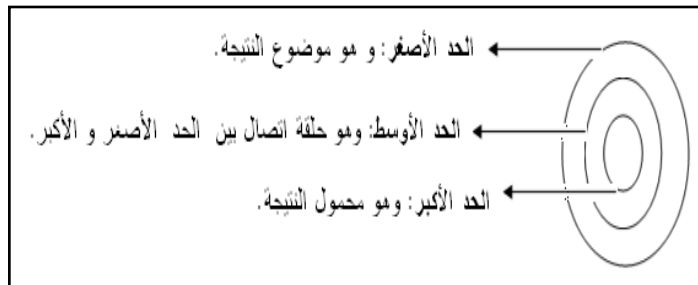 الحد الأصغر: و هو موضوع النتيجة.
الحد الأوسط: وهو حلقة اتصال بين الحد الأصغر و الأكبر.
الحد الأكبر: وهو محمول النتيجة.